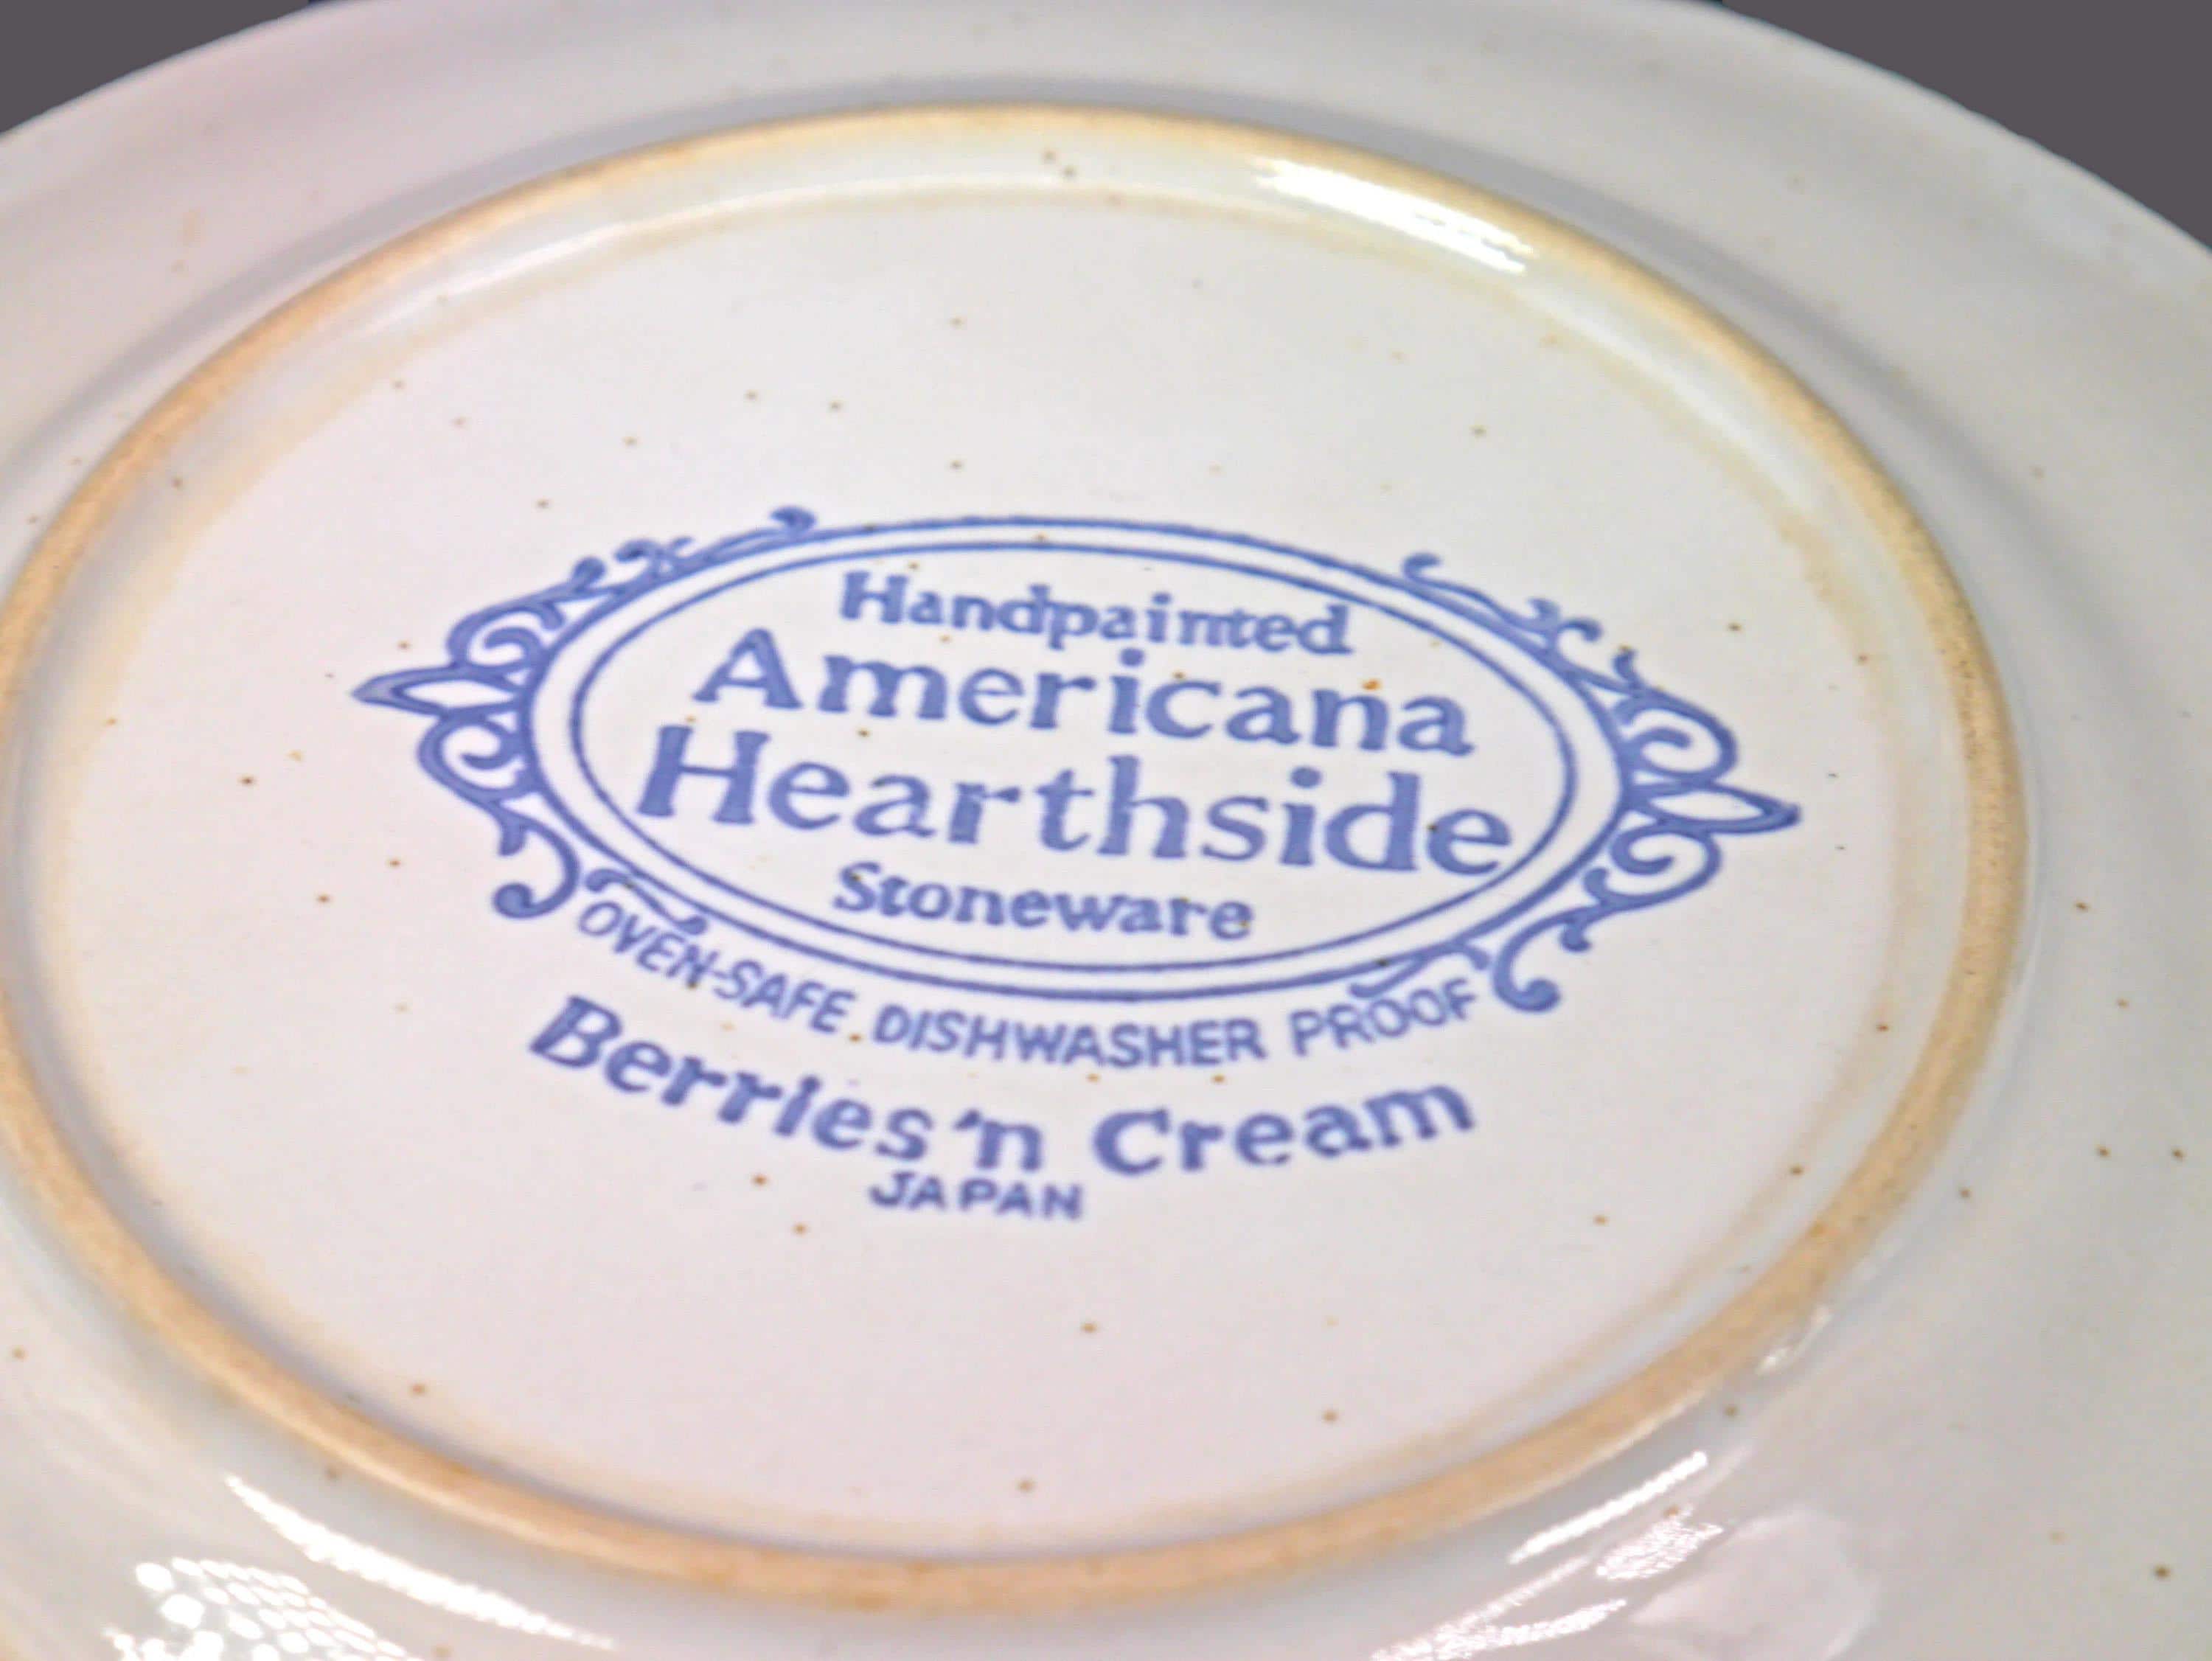 Handpainted
Americana
Hearthside
Stoneware
OVEN-SAFE DISHWASHER PROOF
Berries 'n Cream
JAPAN